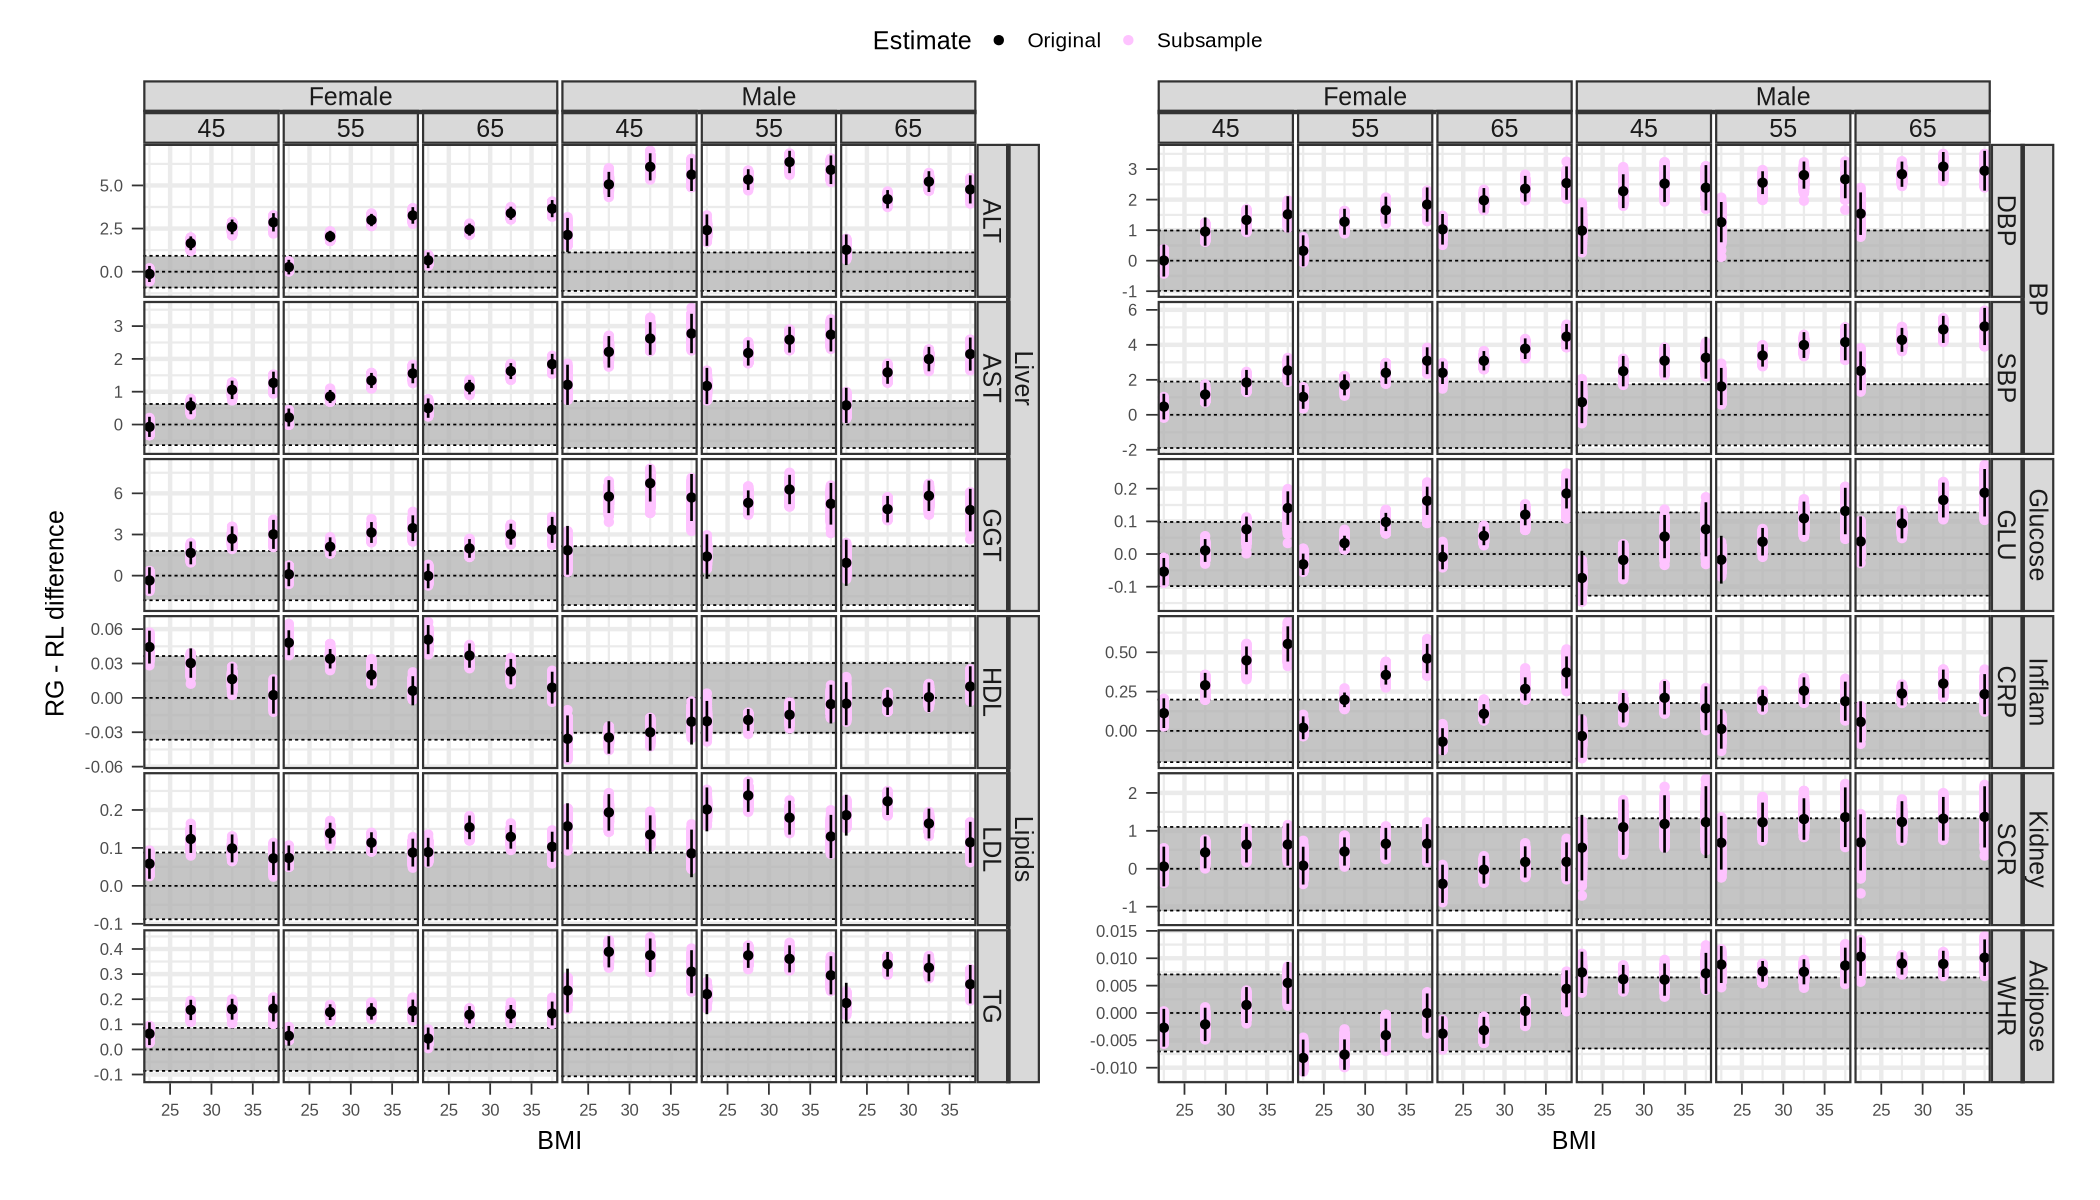 Estimate Original Subsample
Female Male
45 55 65 45 55 65
Female Male
45 55 65 45 55 65
RG - RL difference
5.0
2.5
0.0
ALT
3
2
1
0
AST
Liver
6
3
0
GGT
0.06
0.03
0.00
-0.03
-0.06
HDL
0.2
0.1
0.0
-0.1
LDL
Lipids
0.4
0.3
0.2
0.1
0.0
-0.1
TG
25 30 35 25 30 35 25 30 35 25 30 35 25 30 35 25 30 35
BMI
3
2
1
0
-1
DBP
BP
6
4
2
0
-2
SBP
0.2
0.1
0.0
-0.1
GLU
Glucose
0.50
0.25
0.00
CRP
Inflam
2
1
0
-1
SCR
Kidney
0.015
0.010
0.005
0.000
-0.005
-0.010
WHR
Adipose
25 30 35 25 30 35 25 30 35 25 30 35 25 30 35 25 30 35
BMI